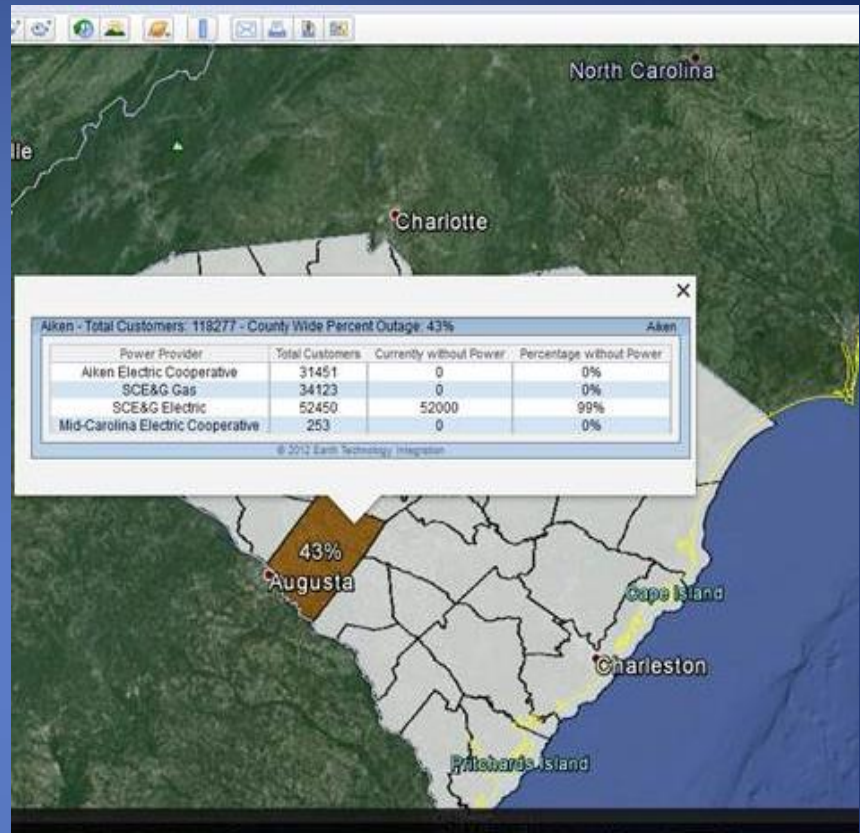 North Carolina
lle
Charlotte
Aiken - Total Customers: 118277 - County Wide Percent Outage: 43% Aiken
Power Provider Total Customers Currently without Power Percentage without Power
Aiken Electric Cooperative 31451 0 0%
SCE&G Gas 34123 0 0%
SCE&G Electric 52450 52000 99%
Mid-Carolina Electric Cooperative 253 0 0%
© 2012 Earth Technology Integration
43%
Augusta
Cape Island
Charleston
Pritchards Island